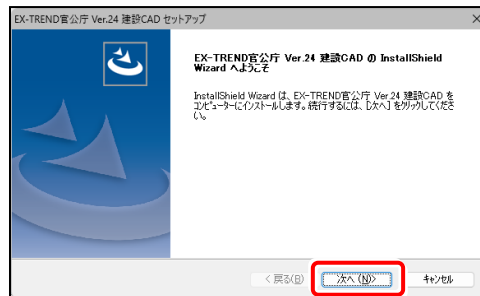 EX-TREND官公庁 Ver.24 建設CAD セットアップ
EX-TREND官公庁 Ver.24 建設CAD の InstallShield
Wizard へようこそ
InstallShield Wizard は、EX-TREND官公庁 Ver.24 建設CAD を
コンピューターにインストールします。続行するには、[次へ] をクリックしてくださ
い。
< 戻る(B)
次へ (N)>
キャンセル